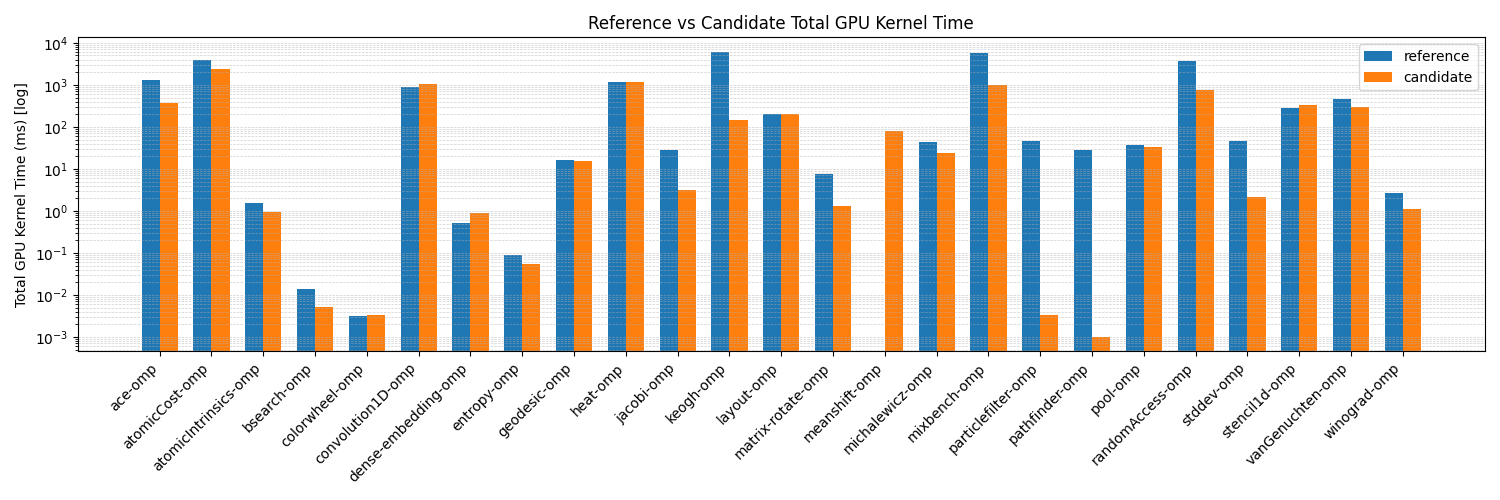 Reference vs Candidate Total GPU Kernel Time
Total GPU Kernel Time (ms) [log]
10^4
10^3
10^2
10^1
10^0
10^-1
10^-2
10^-3
reference
candidate
ace-omp
atomicCost-omp
atomicIntrinsics-omp
bsearch-omp
colorwheel-omp
convolution1D-omp
dense-embedding-omp
entropy-omp
geodesic-omp
heat-omp
jacobi-omp
keogh-omp
layout-omp
matrix-rotate-omp
meanshift-omp
michalewicz-omp
mixbench-omp
particlefilter-omp
pathfinder-omp
pool-omp
randomAccess-omp
stddev-omp
stencil1d-omp
vanGenuchten-omp
winograd-omp